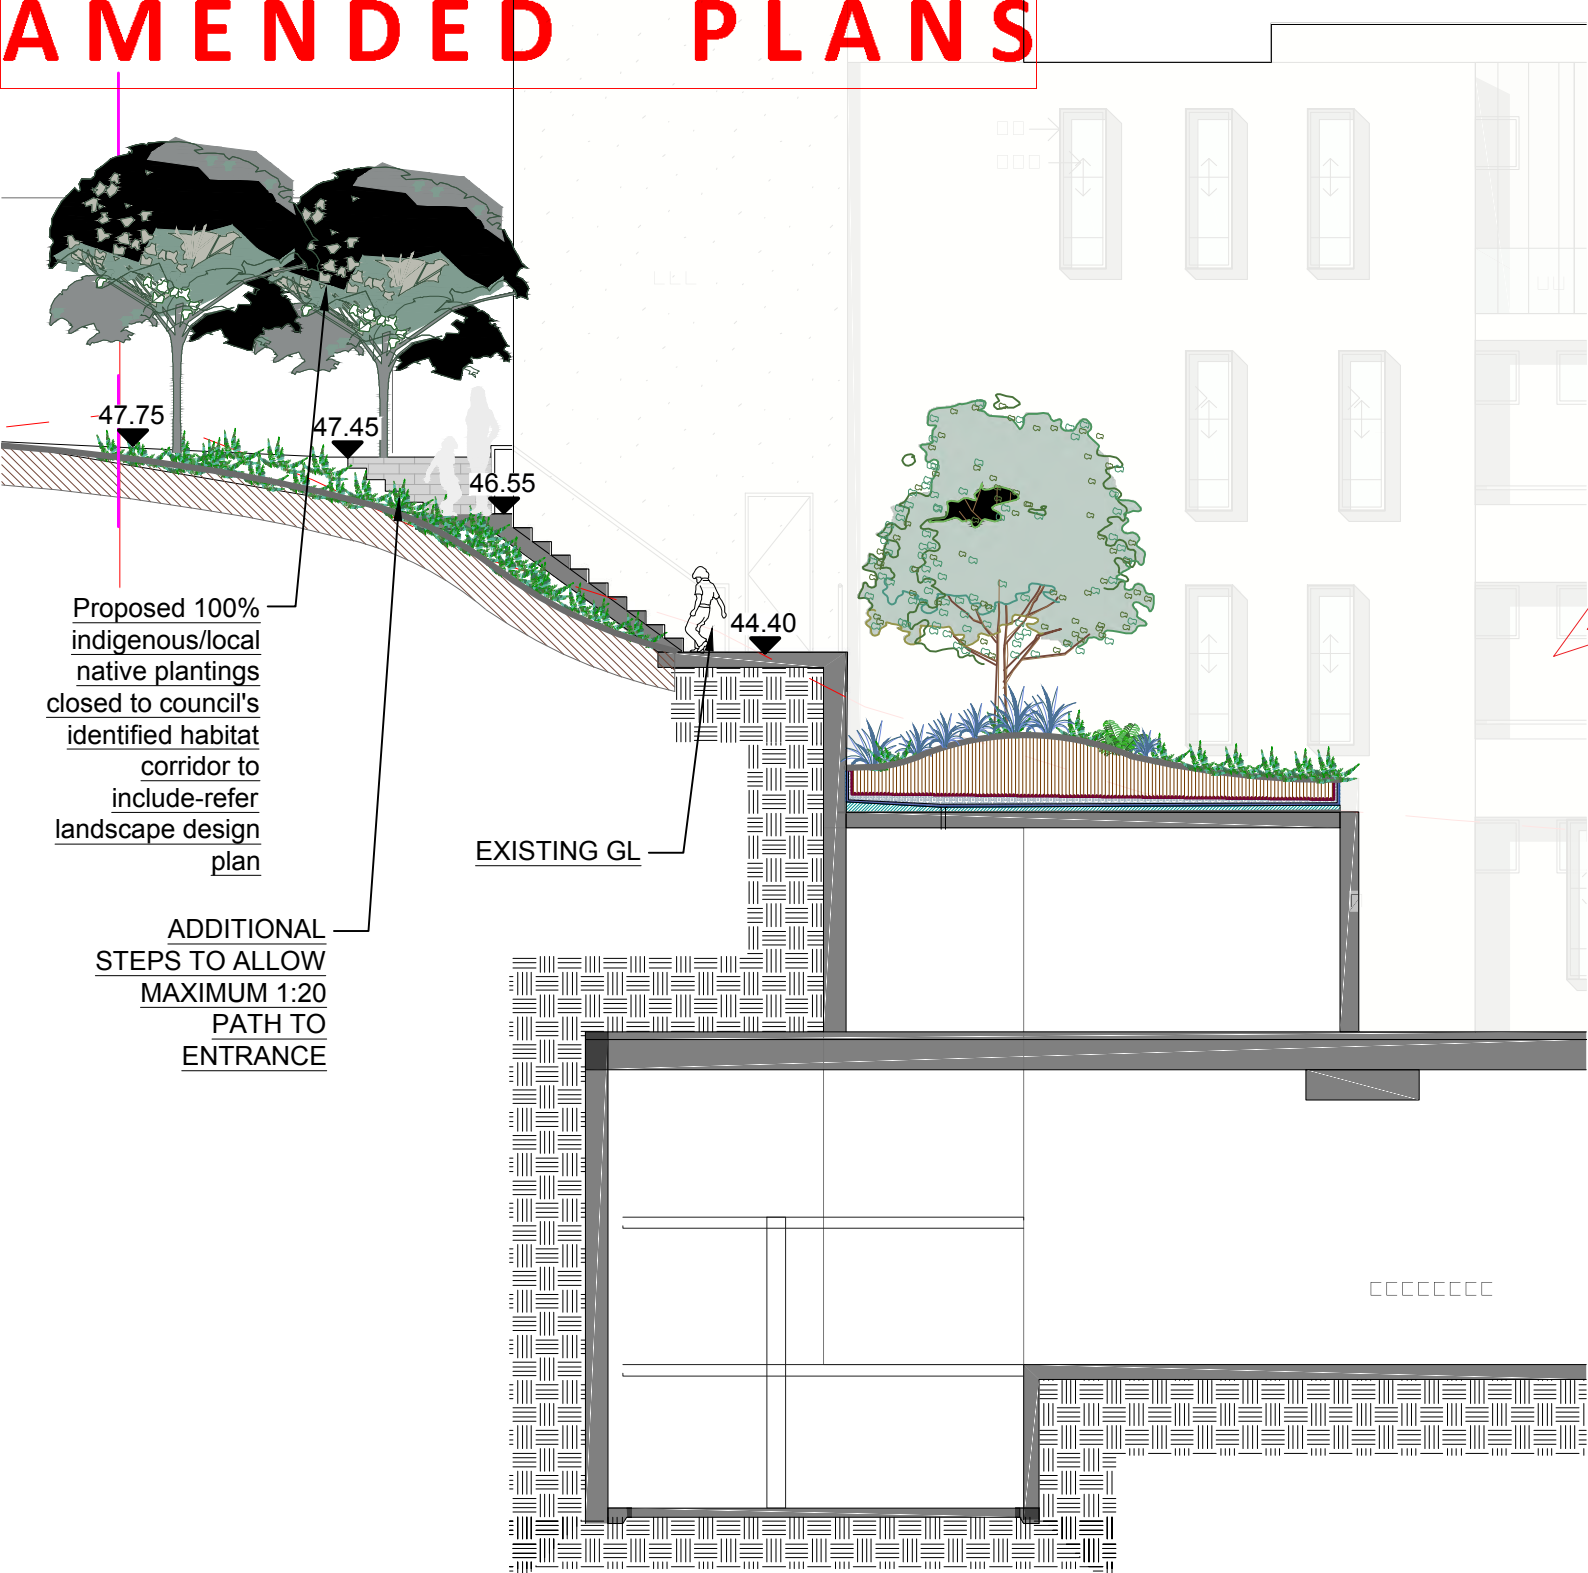 AMENDED PLANS
47.75
47.45
46.55
44.40
Proposed 100%
indigenous/local
native plantings
closed to council's
identified habitat
corridor to
include-refer
landscape design
plan
EXISTING GL
ADDITIONAL
STEPS TO ALLOW
MAXIMUM 1:20
PATH TO
ENTRANCE